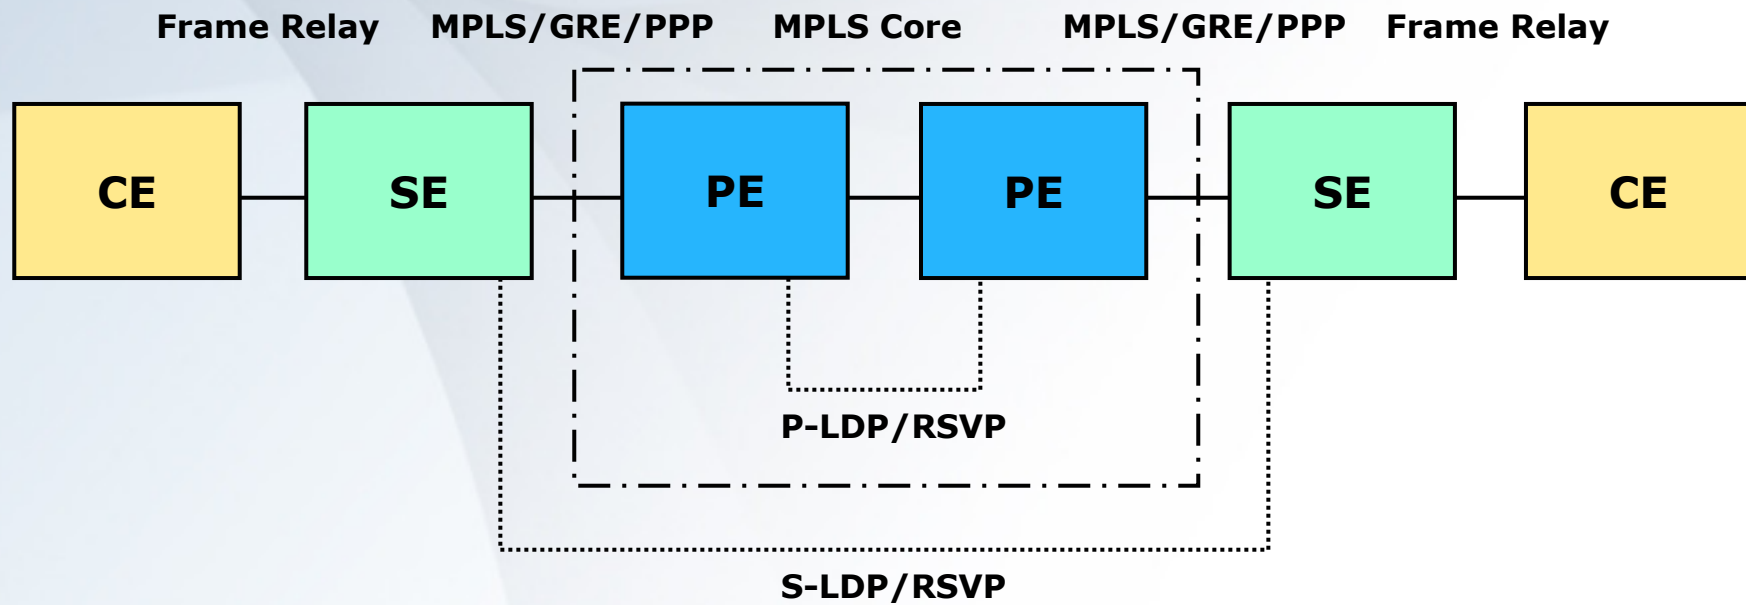 Frame Relay MPLS/GRE/PPP MPLS Core MPLS/GRE/PPP Frame Relay
CE SE PE PE SE CE
P-LDP/RSVP
S-LDP/RSVP